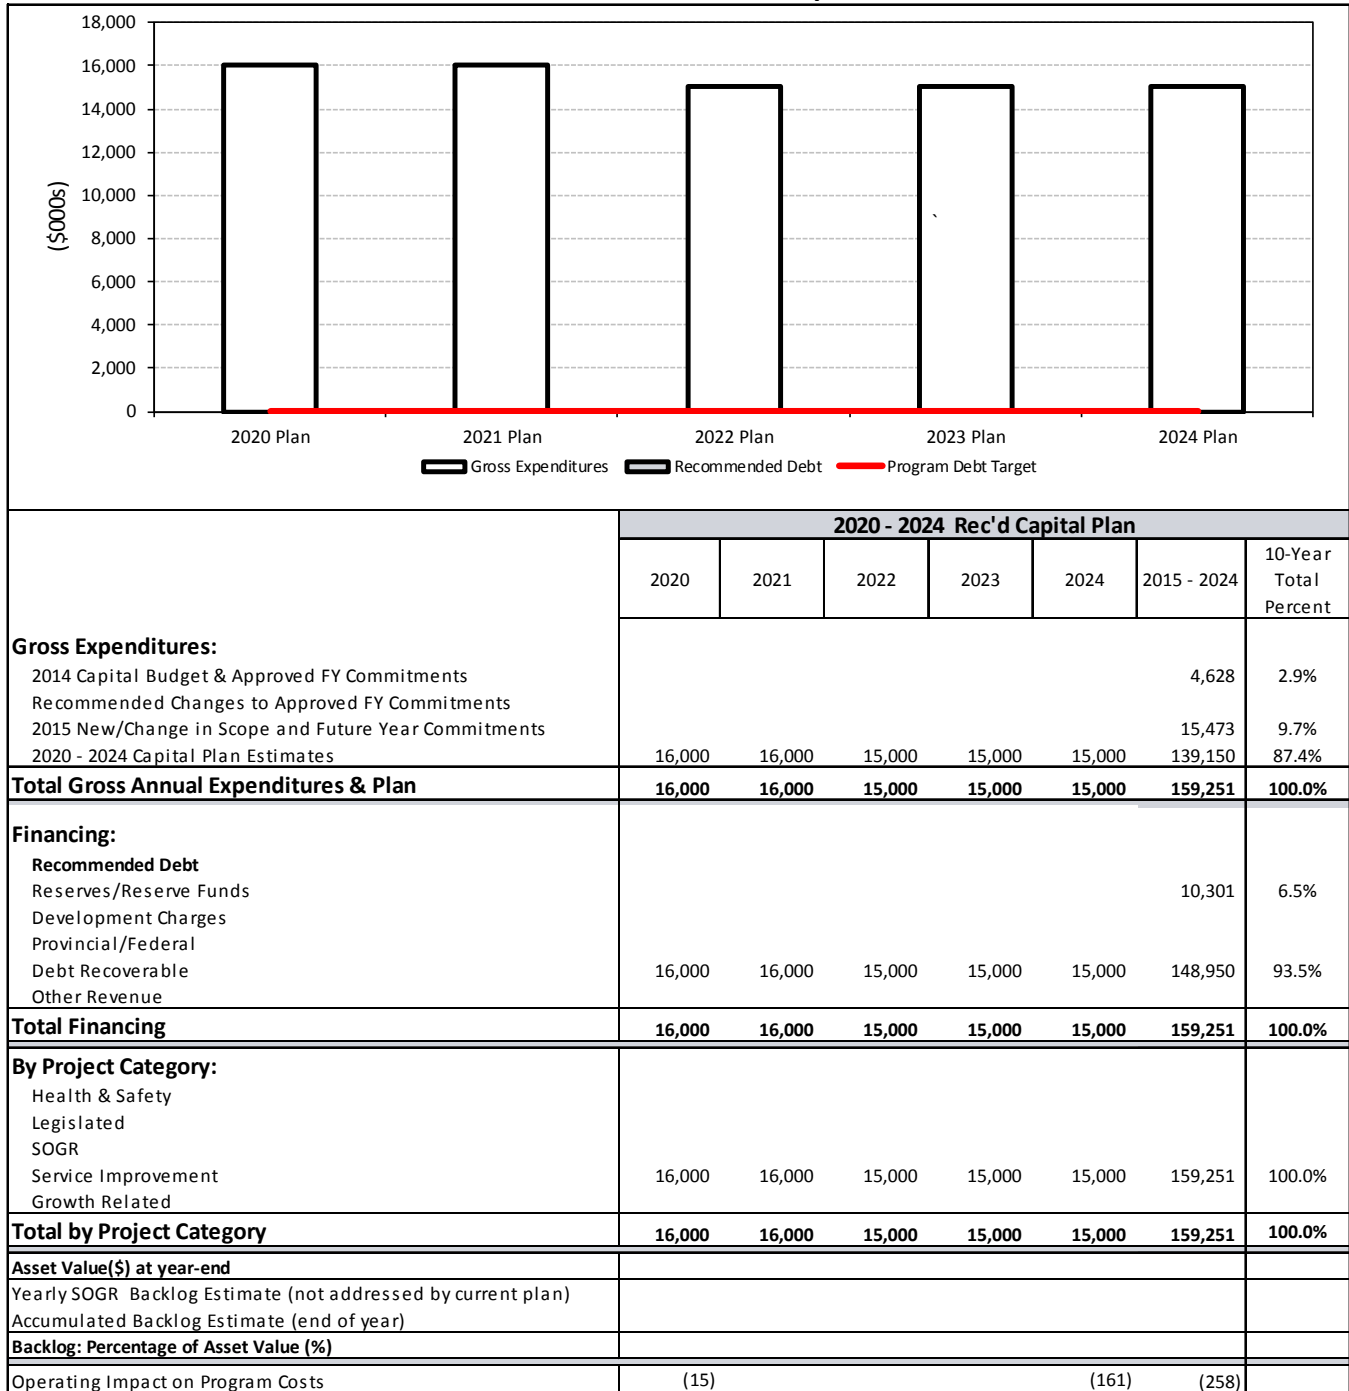 18,000
16,000
14,000
12,000
10,000
8,000
6,000
4,000
2,000
0
($000s)
`
2020 Plan 2021 Plan 2022 Plan 2023 Plan 2024 Plan
Gross Expenditures Recommended Debt Program Debt Target
2020 - 2024 Rec'd Capital Plan
2020 2021 2022 2023 2024 2015 - 2024 10-Year Total Percent
Gross Expenditures:
2014 Capital Budget & Approved FY Commitments 4,628 2.9%
Recommended Changes to Approved FY Commitments
2015 New/Change in Scope and Future Year Commitments 15,473 9.7%
2020 - 2024 Capital Plan Estimates 16,000 16,000 15,000 15,000 15,000 139,150 87.4%
Total Gross Annual Expenditures & Plan 16,000 16,000 15,000 15,000 15,000 159,251 100.0%
Financing:
Recommended Debt
Reserves/Reserve Funds 10,301 6.5%
Development Charges
Provincial/Federal
Debt Recoverable 16,000 16,000 15,000 15,000 15,000 148,950 93.5%
Other Revenue
Total Financing 16,000 16,000 15,000 15,000 15,000 159,251 100.0%
By Project Category:
Health & Safety
Legislated
SOGR
Service Improvement 16,000 16,000 15,000 15,000 15,000 159,251 100.0%
Growth Related
Total by Project Category 16,000 16,000 15,000 15,000 15,000 159,251 100.0%
Asset Value($) at year-end
Yearly SOGR Backlog Estimate (not addressed by current plan)
Accumulated Backlog Estimate (end of year)
Backlog: Percentage of Asset Value (%)
Operating Impact on Program Costs (15) (161) (258)